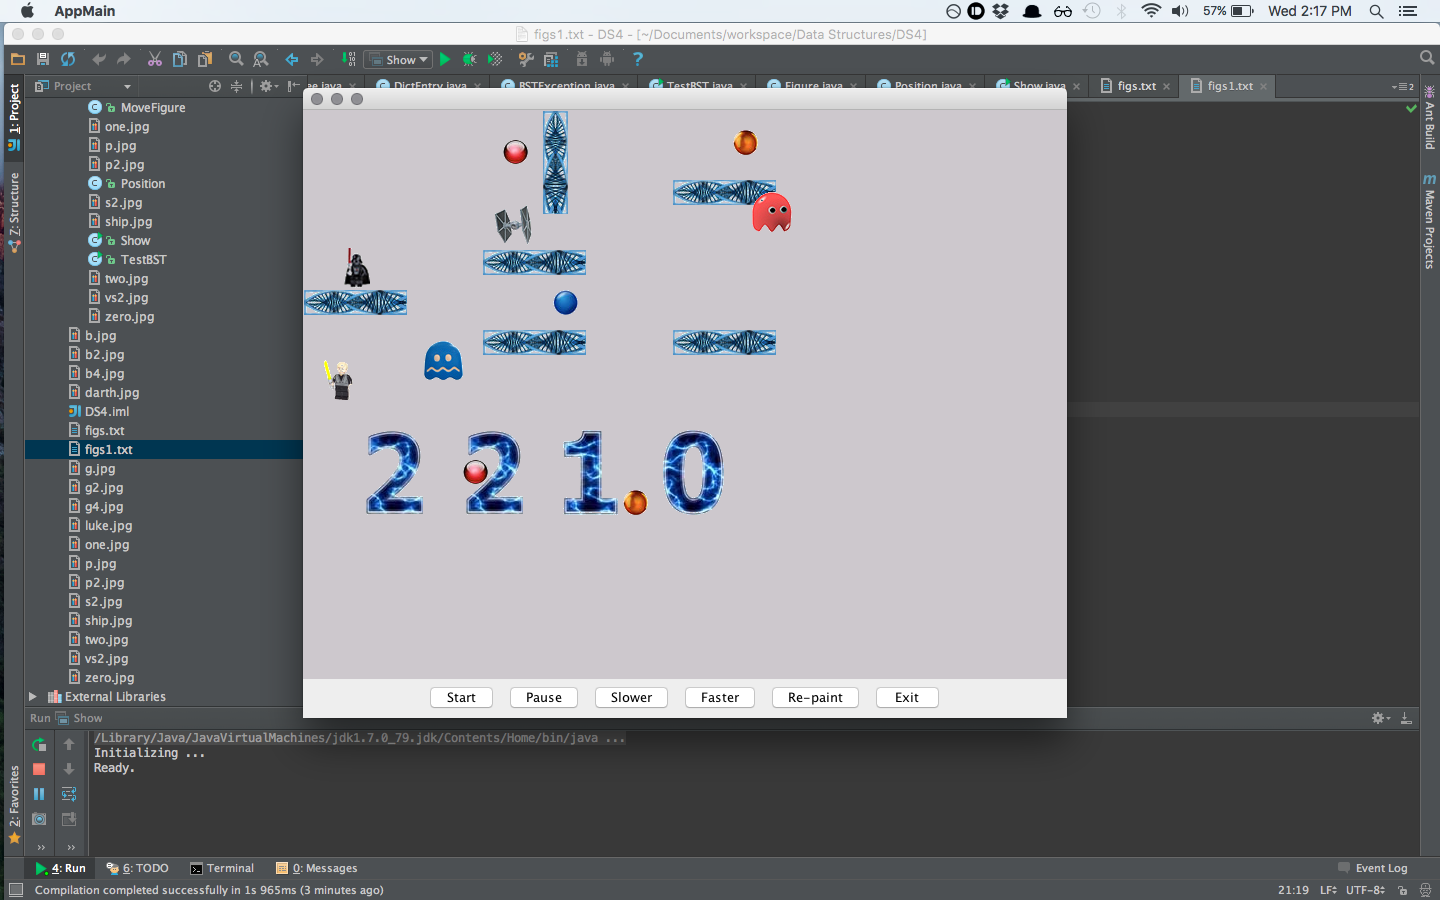 AppMain
57%
Wed 2:17 PM
figs1.txt - DS4 - [~/Documents/workspace/Data Structures/DS4]
Show
Project
DictEntry.java
BSTException.java
TestBST.java
Figure.java
Position.java
Show.java
figs.txt
figs1.txt
2
1: Project
7: Structure
2: Favorites
Ant Build
m
Maven Projects
MoveFigure
one.jpg
p.jpg
p2.jpg
Position
s2.jpg
ship.jpg
Show
TestBST
two.jpg
vs2.jpg
zero.jpg
b.jpg
b2.jpg
b4.jpg
darth.jpg
DS4.iml
figs.txt
figs1.txt
g.jpg
g2.jpg
g4.jpg
luke.jpg
one.jpg
p.jpg
p2.jpg
s2.jpg
ship.jpg
two.jpg
vs2.jpg
zero.jpg
External Libraries
2 2 1 0
Start Pause Slower Faster Re-paint Exit
Run Show
/Library/Java/JavaVirtualMachines/jdk1.7.0_79.jdk/Contents/Home/bin/java ...
Initializing ...
Ready.
4: Run 6: TODO Terminal 0: Messages Event Log
Compilation completed successfully in 1s 965ms (3 minutes ago) 21:19 LF UTF-8